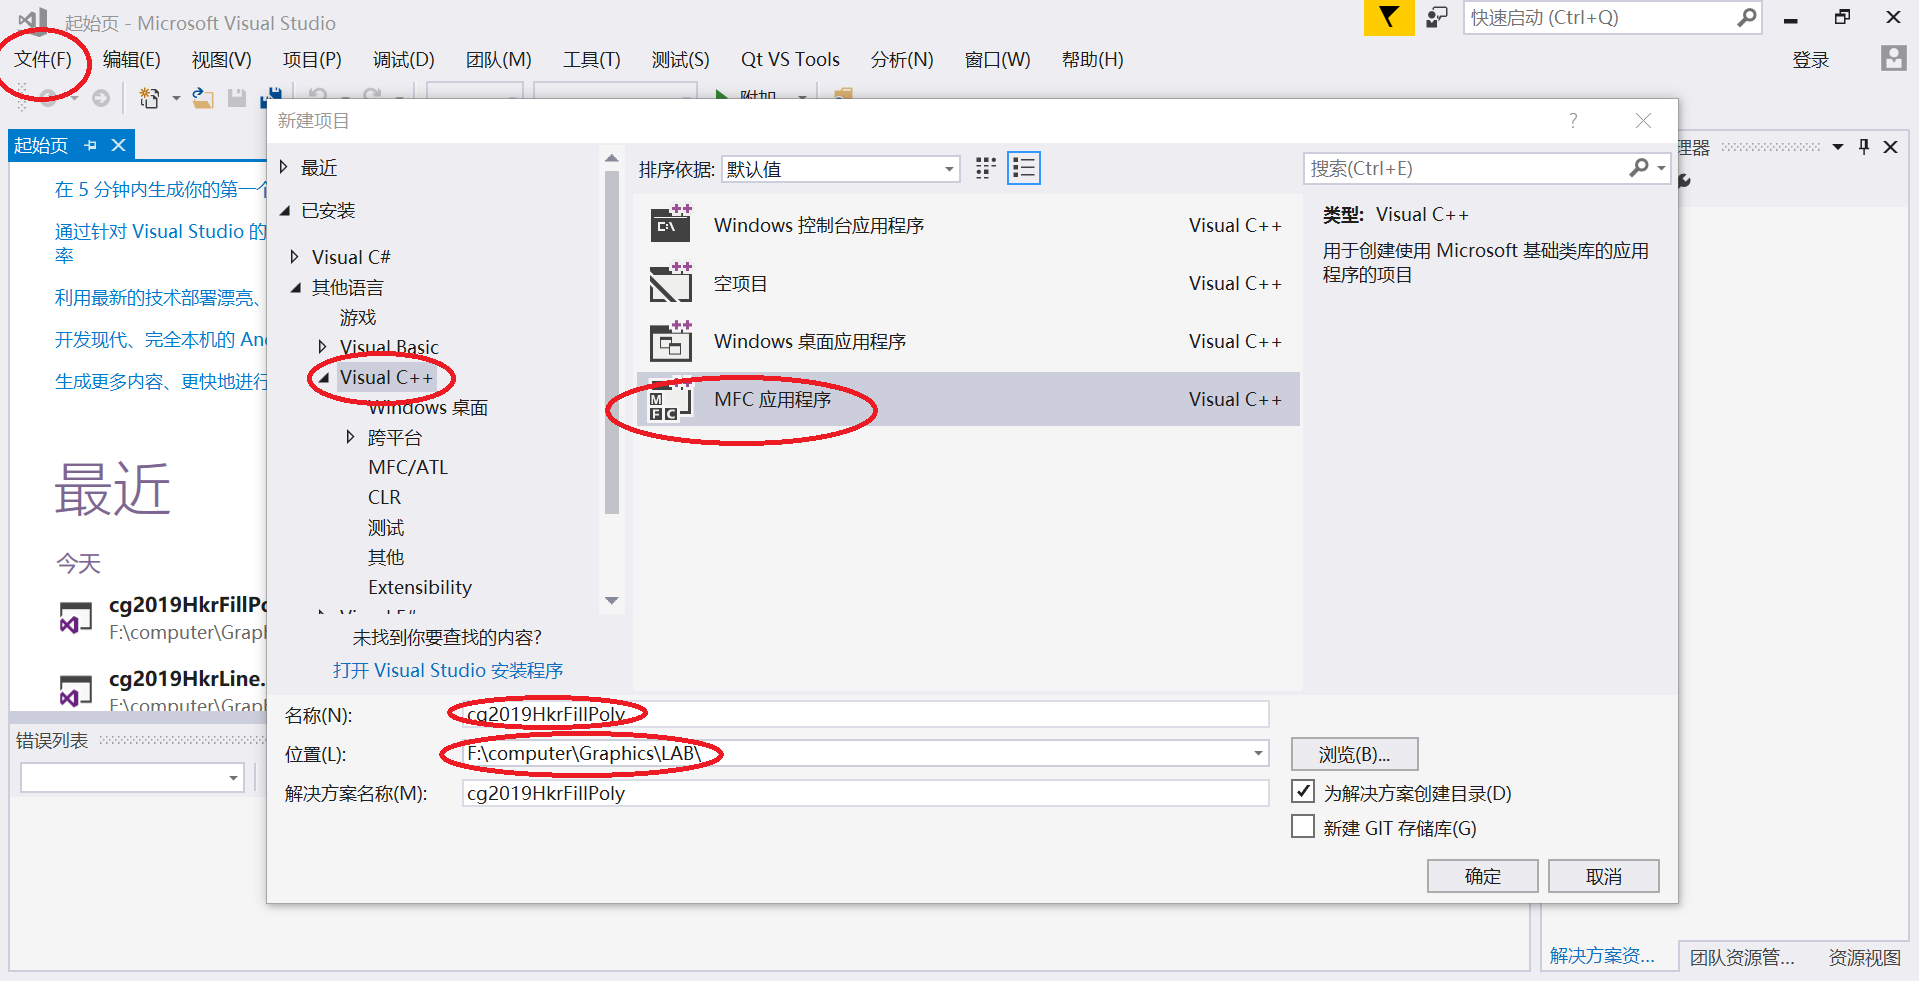 起始页 - Microsoft Visual Studio
快速启动 (Ctrl+Q)
文件(F) 编辑(E) 视图(V) 项目(P) 调试(D) 团队(M) 工具(T) 测试(S) Qt VS Tools 分析(N) 窗口(W) 帮助(H)
登录
附加
起始页
在 5 分钟内生成你的第一个
通过针对 Visual Studio 的
率
利用最新的技术部署漂亮、
开发现代、完全本机的 And
生成更多内容、更快地进行
最近
今天
cg2019HkrFillPo
F:\computer\Graph
cg2019HkrLine.
F:\computer\Graph
错误列表
新建项目
?
最近
已安装
Visual C#
其他语言
游戏
Visual Basic
Visual C++
Windows 桌面
跨平台
MFC/ATL
CLR
测试
其他
Extensibility
未找到你要查找的内容?
打开 Visual Studio 安装程序
排序依据: 默认值
Windows 控制台应用程序 Visual C++
空项目 Visual C++
Windows 桌面应用程序 Visual C++
MFC 应用程序 Visual C++
搜索(Ctrl+E)
类型: Visual C++
用于创建使用 Microsoft 基础类库的应用
程序的项目
名称(N): cg2019HkrFillPoly
位置(L): F:\computer\Graphics\LAB\
浏览(B)...
解决方案名称(M): cg2019HkrFillPoly
为解决方案创建目录(D)
新建 GIT 存储库(G)
确定 取消
理器
解决方案资... 团队资源管... 资源视图